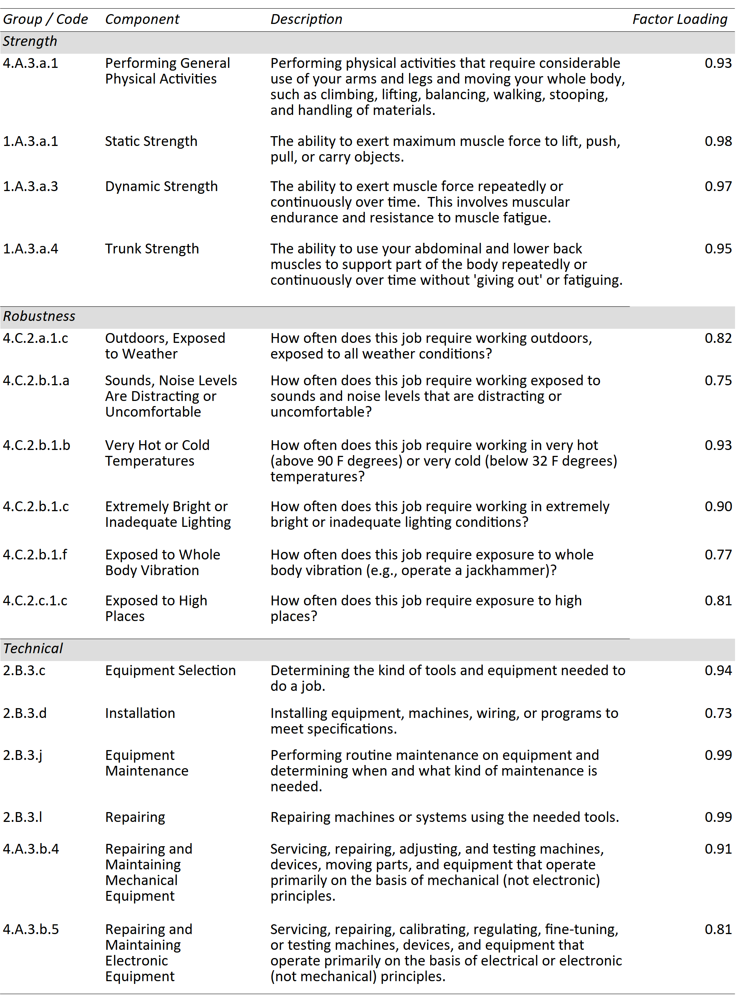 Group / Code Component Description Factor Loading
Strength
4.A.3.a.1 Performing General Performing physical activities that require considerable 0.93
Physical Activities use of your arms and legs and moving your whole body,
such as climbing, lifting, balancing, walking, stooping,
and handling of materials.
1.A.3.a.1 Static Strength The ability to exert maximum muscle force to lift, push, 0.98
pull, or carry objects.
1.A.3.a.3 Dynamic Strength The ability to exert muscle force repeatedly or 0.97
continuously over time.  This involves muscular
endurance and resistance to muscle fatigue.
1.A.3.a.4 Trunk Strength The ability to use your abdominal and lower back 0.95
muscles to support part of the body repeatedly or
continuously over time without 'giving out' or fatiguing.
Robustness
4.C.2.a.1.c Outdoors, Exposed How often does this job require working outdoors, 0.82
to Weather exposed to all weather conditions?
4.C.2.b.1.a Sounds, Noise Levels How often does this job require working exposed to 0.75
Are Distracting or sounds and noise levels that are distracting or
Uncomfortable uncomfortable?
4.C.2.b.1.b Very Hot or Cold How often does this job require working in very hot 0.93
Temperatures (above 90 F degrees) or very cold (below 32 F degrees)
temperatures?
4.C.2.b.1.c Extremely Bright or How often does this job require working in extremely 0.90
Inadequate Lighting bright or inadequate lighting conditions?
4.C.2.b.1.f Exposed to Whole How often does this job require exposure to whole 0.77
Body Vibration body vibration (e.g., operate a jackhammer)?
4.C.2.c.1.c Exposed to High How often does this job require exposure to high 0.81
Places places?
Technical
2.B.3.c Equipment Selection Determining the kind of tools and equipment needed to 0.94
do a job.
2.B.3.d Installation Installing equipment, machines, wiring, or programs to 0.73
meet specifications.
2.B.3.j Equipment Performing routine maintenance on equipment and 0.99
Maintenance determining when and what kind of maintenance is
needed.
2.B.3.l Repairing Repairing machines or systems using the needed tools. 0.99
4.A.3.b.4 Repairing and Servicing, repairing, adjusting, and testing machines, 0.91
Maintaining devices, moving parts, and equipment that operate
Mechanical primarily on the basis of mechanical (not electronic)
Equipment principles.
4.A.3.b.5 Repairing and Servicing, repairing, calibrating, regulating, fine-tuning, 0.81
Maintaining or testing machines, devices, and equipment that
Electronic operate primarily on the basis of electrical or electronic
Equipment (not mechanical) principles.